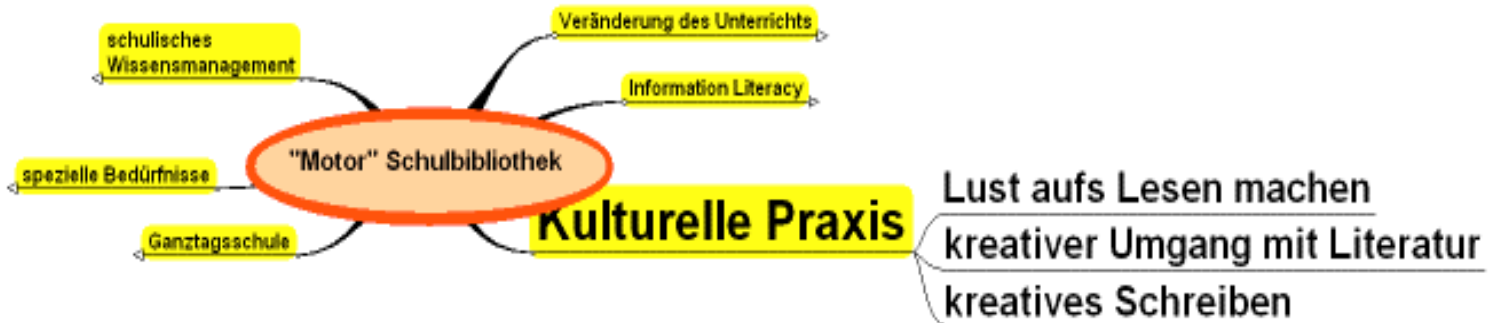 schulisches
Wissensmanagement
Veränderung des Unterrichts
Information Literacy
"Motor" Schulbibliothek
spezielle Bedürfnisse
Ganztagsschule
Kulturelle Praxis
Lust aufs Lesen machen
kreativer Umgang mit Literatur
kreatives Schreiben